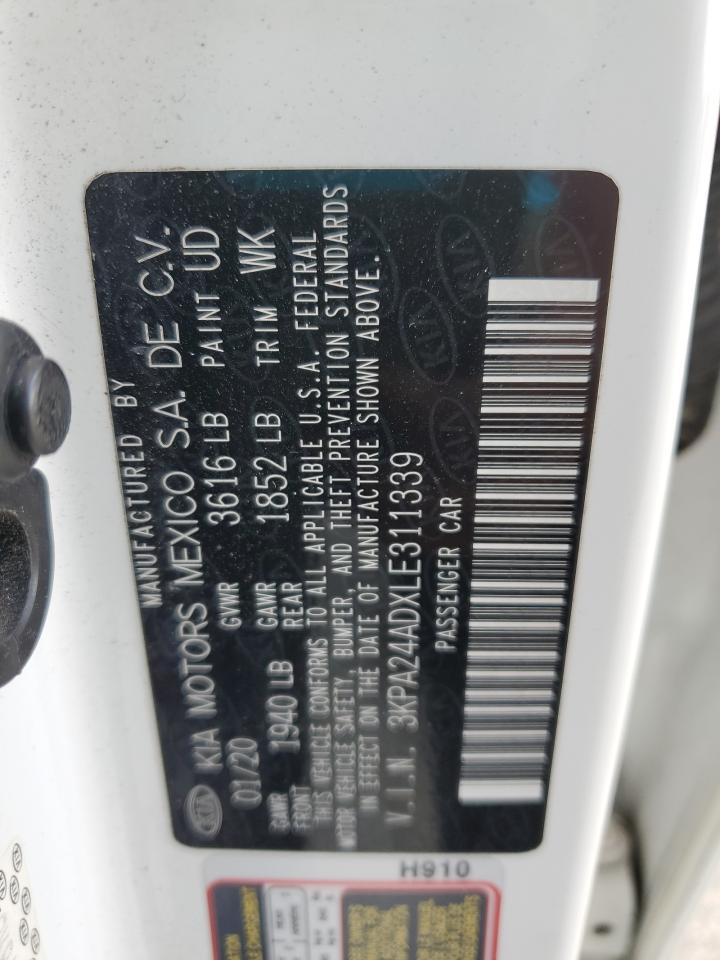 MANUFACTURED BY
KIA KIA MOTORS MEXICO S.A. DE C.V.
01/20 GVWR 3616 LB PAINT UD
GAWR FRONT 1940 LB GAWR REAR 1852 LB TRIM WK
THIS VEHICLE CONFORMS TO ALL APPLICABLE U.S.A. FEDERAL
MOTOR VEHICLE SAFETY, BUMPER, AND THEFT PREVENTION STANDARDS
IN EFFECT ON THE DATE OF MANUFACTURE SHOWN ABOVE.
V.I.N. 3KPA24ADXLE311339
PASSENGER CAR
H910